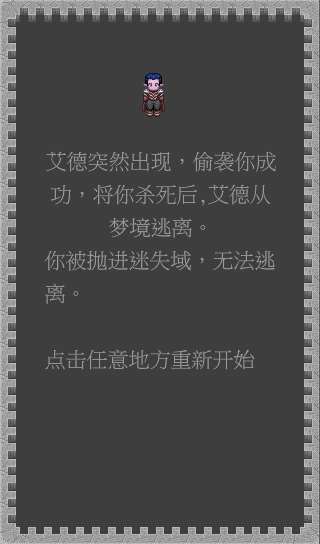 艾德突然出现，偷袭你成
功，将你杀死后,艾德从
梦境逃离。
你被抛进迷失域，无法逃
离。
点击任意地方重新开始